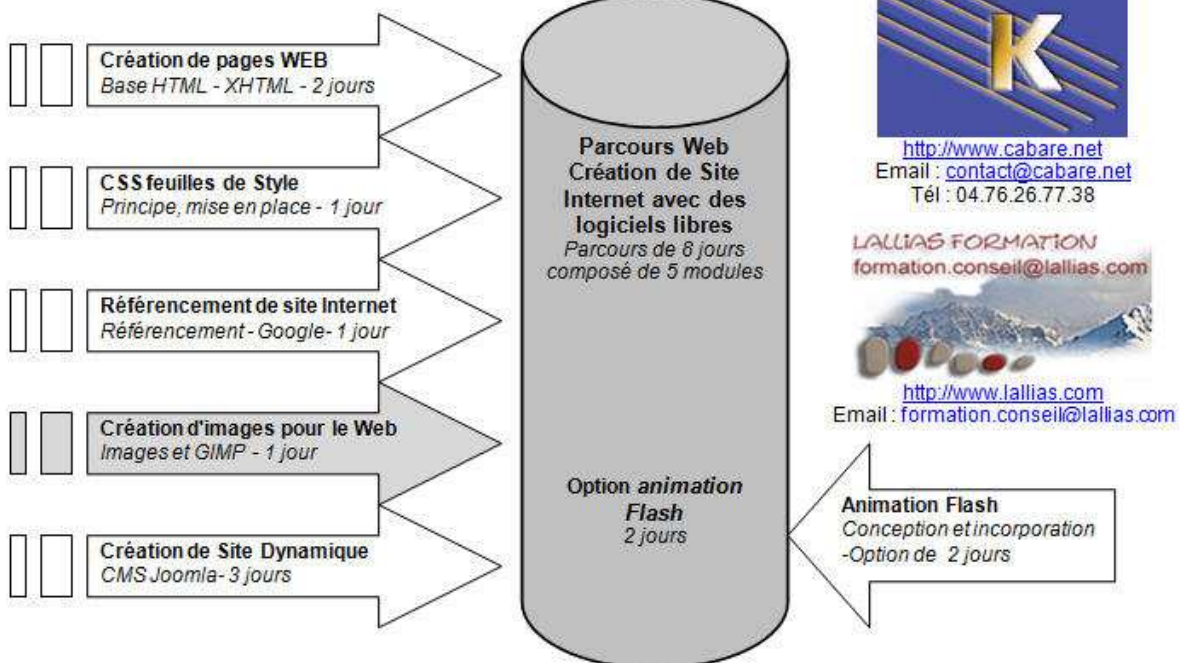 Création de pages WEB
Base HTML - XHTML - 2 jours
CSS feuilles de Style
Principe, mise en place - 1 jour
Référencement de site Internet
Référencement - Google- 1 jour
Création d'images pour le Web
Images et GIMP - 1 jour
Création de Site Dynamique
CMS Joomla- 3 jours
Parcours Web
Création de Site
Internet avec des
logiciels libres
Parcours de 8 jours
composé de 5 modules
Option animation
Flash
2 jours
K
http://www.cabare.net
Email : contact@cabare.net
Tél : 04.76.26.77.38
LALLIAS FORMATION
formation.conseil@lallias.com
http://www.lallias.com
Email : formation.conseil@lallias.com
Animation Flash
Conception et incorporation
-Option de 2 jours